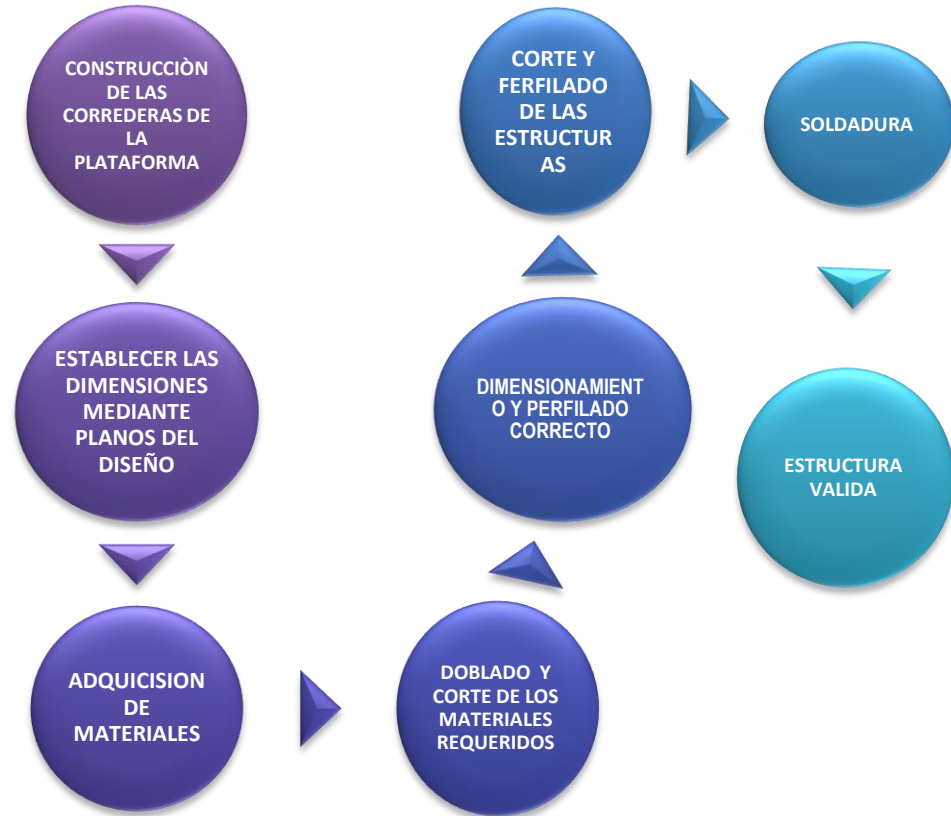 CONSTRUCCIÒN
DE LAS
CORREDERAS DE
LA
PLATAFORMA
ESTABLECER LAS
DIMENSIONES
MEDIANTE
PLANOS DEL
DISEÑO
ADQUICISION
DE
MATERIALES
DOBLADO Y
CORTE DE LOS
MATERIALES
REQUERIDOS
DIMENSIONAMIENT
O Y PERFILADO
CORRECTO
CORTE Y
FERFILADO
DE LAS
ESTRUCTUR
AS
SOLDADURA
ESTRUCTURA
VALIDA